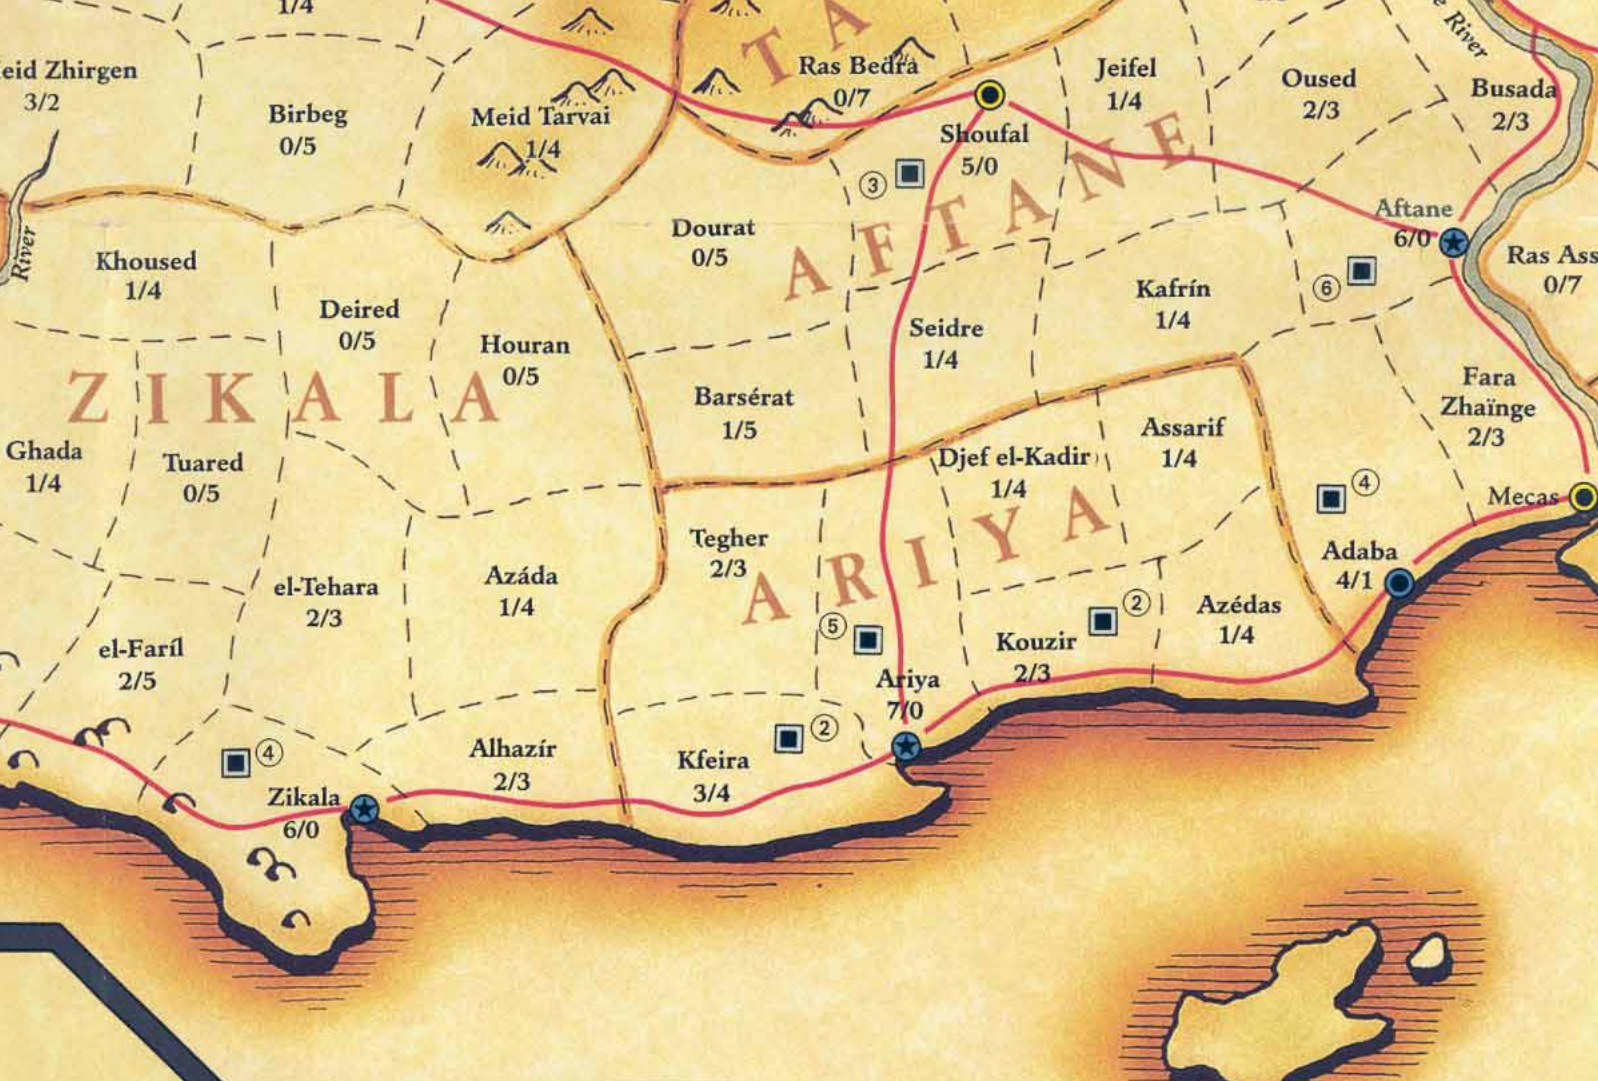 1/4
eid Zhirgen
3/2
Birbeg
0/5
Meid Tarvai
1/4
TA
Ras Bedra
0/7
Shoufal
5/0
3
Jeifel
1/4
Oused
2/3
e River
Busada
2/3
AFTANE
Aftane
6/0
6
Ras Ass
0/7
River
Khoused
1/4
Deired
0/5
Houran
0/5
Dourat
0/5
Seidre
1/4
Kafrín
1/4
ZIKALA
Ghada
1/4
Tuared
0/5
Barsérat
1/5
Djef el-Kadir
1/4
Assarif
1/4
Fara
Zhaïnge
2/3
Mecas
4
Adaba
4/1
ARIYA
Tegher
2/3
el-Tehara
2/3
Azáda
1/4
el-Faríl
2/5
5
Ariya
7/0
Kouzir
2/3
2
Azédas
1/4
4
Zikala
6/0
Alhazír
2/3
Kfeira
3/4
2